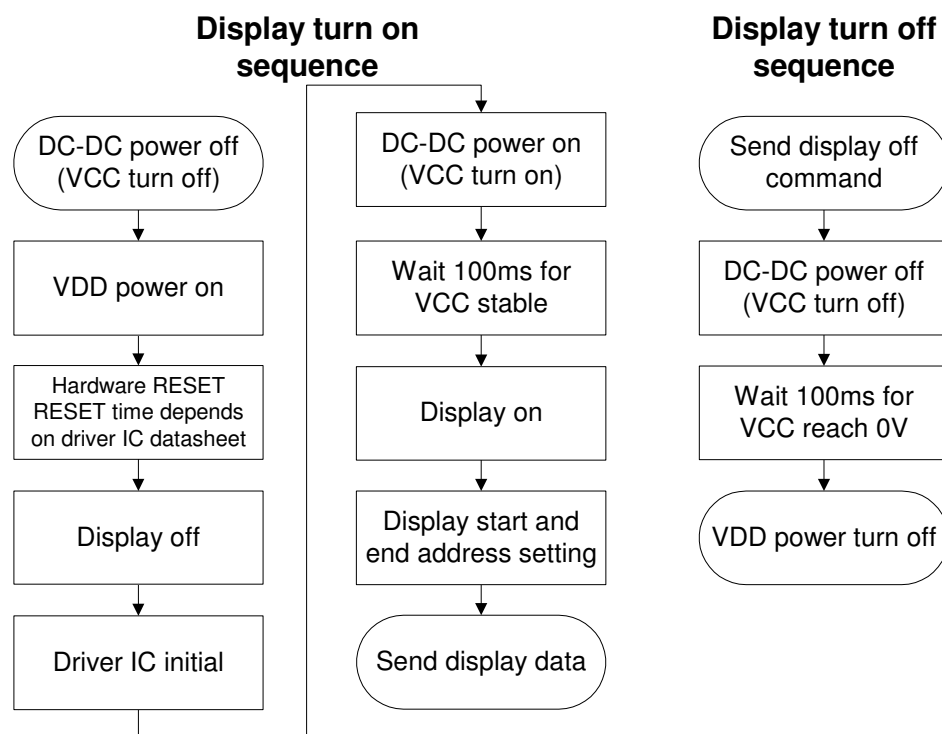 Display turn on
sequence
DC-DC power off
(VCC turn off)
VDD power on
Hardware RESET
RESET time depends
on driver IC datasheet
Display off
Driver IC initial
DC-DC power on
(VCC turn on)
Wait 100ms for
VCC stable
Display on
Display start and
end address setting
Send display data
Display turn off
sequence
Send display off
command
DC-DC power off
(VCC turn off)
Wait 100ms for
VCC reach 0V
VDD power turn off